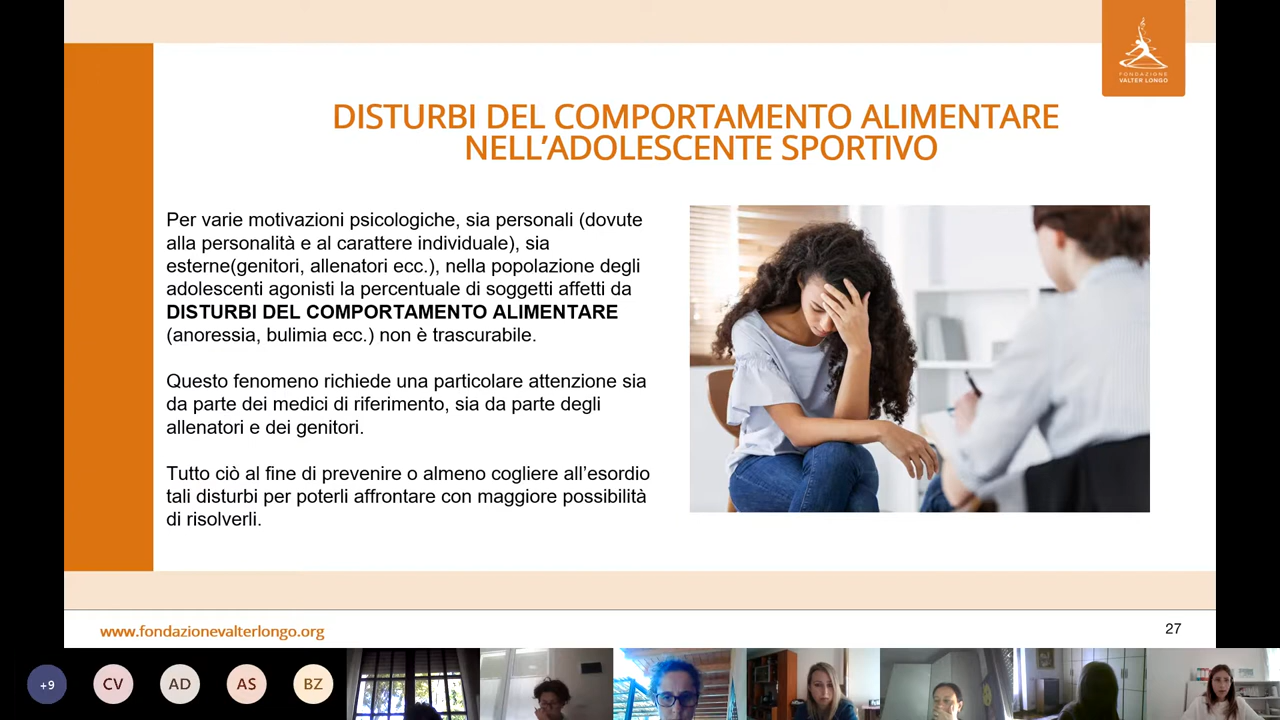 FONDAZIONE
VALTER LONGO
DISTURBI DEL COMPORTAMENTO ALIMENTARE
NELL’ADOLESCENTE SPORTIVO
Per varie motivazioni psicologiche, sia personali (dovute
alla personalità e al carattere individuale), sia
esterne(genitori, allenatori ecc.), nella popolazione degli
adolescenti agonisti la percentuale di soggetti affetti da
DISTURBI DEL COMPORTAMENTO ALIMENTARE
(anoressia, bulimia ecc.) non è trascurabile.
Questo fenomeno richiede una particolare attenzione sia
da parte dei medici di riferimento, sia da parte degli
allenatori e dei genitori.
Tutto ciò al fine di prevenire o almeno cogliere all’esordio
tali disturbi per poterli affrontare con maggiore possibilità
di risolverli.
www.fondazionevalterlongo.org
27
+9
CV
AD
AS
BZ